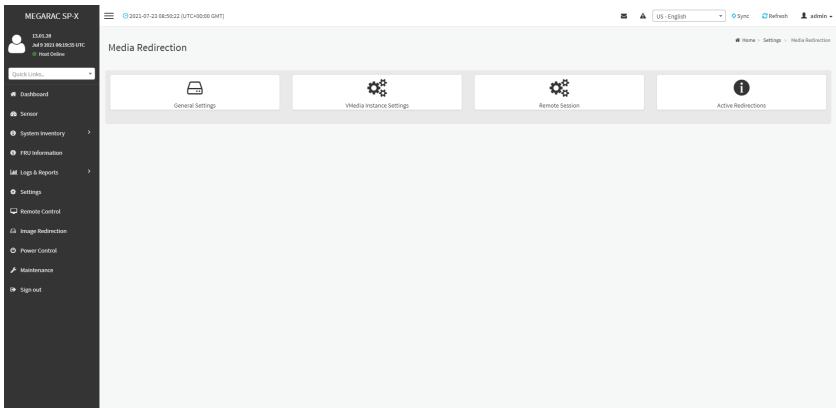 MEGARAC SP-X
2021-07-23 08:50:22 (UTC+00:00 GMT)
US - English
Sync
Refresh
admin
13.01.28
Jul 9 2021 06:19:55 UTC
Host Online
Media Redirection
Home > Settings > Media Redirection
Quick Links...
Dashboard
Sensor
System Inventory
FRU Information
Logs & Reports
Settings
Remote Control
Image Redirection
Power Control
Maintenance
Sign out
General Settings
VMedia Instance Settings
Remote Session
Active Redirections